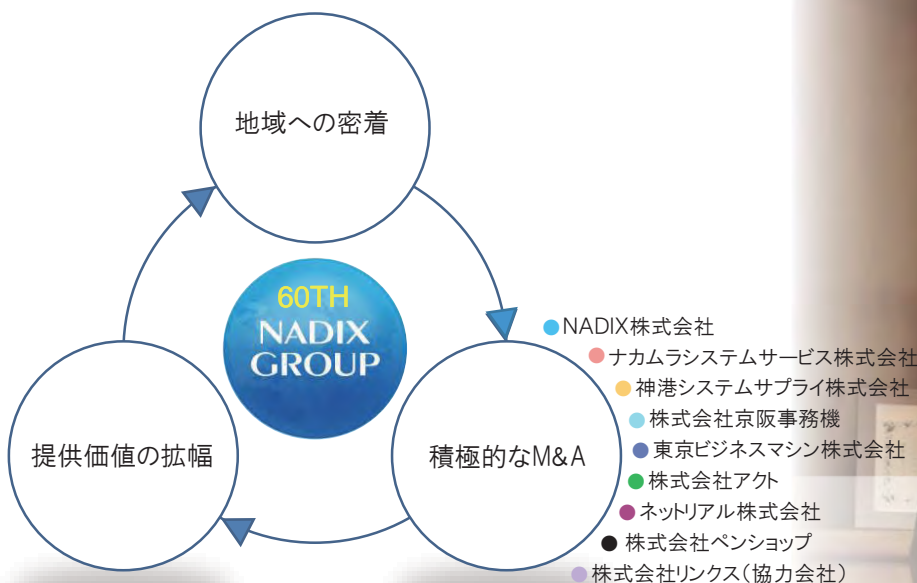 地域への密着
60TH
NADIX
GROUP
提供価値の拡幅
積極的なM&A
NADIX株式会社
ナカムラシステムサービス株式会社
神港システムサプライ株式会社
株式会社京阪事務機
東京ビジネスマシン株式会社
株式会社アクト
ネットリアル株式会社
株式会社ペンショップ
株式会社リンクス(協力会社)